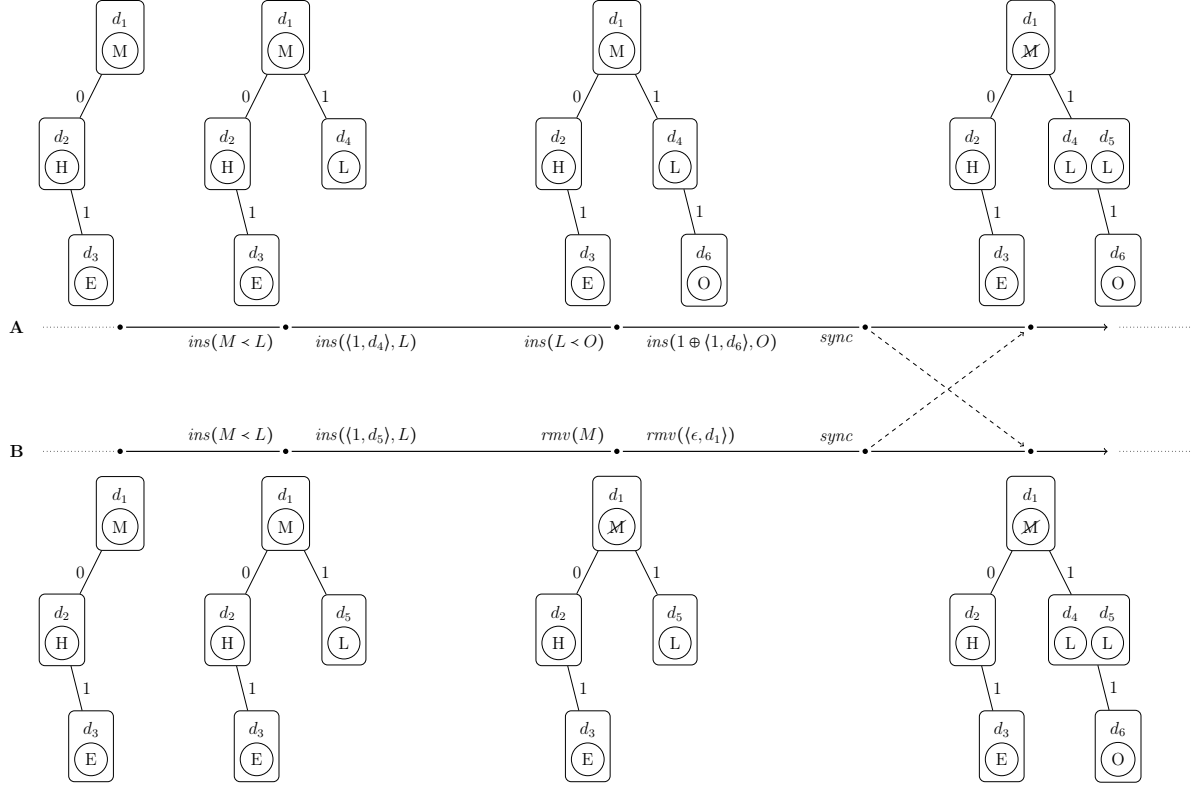 d₁ d₁ d₁ d₁
M M M M̸
0 0 1 0 1 0 1
d₂ d₂ d₄ d₂ d₄ d₂ d₄ d₅
H H L H L H L L
1 1 1 1 1 1
d₃ d₃ d₃ d₆ d₃ d₆
E E E O E O
A
ins(M ≺ L) ins(⟨1, d₄⟩, L) ins(L ≺ O) ins(1 ⊕ ⟨1, d₆⟩, O) sync
ins(M ≺ L) ins(⟨1, d₅⟩, L) rmv(M) rmv(⟨ϵ, d₁⟩) sync
B
d₁ d₁ d₁ d₁
M M M̸ M̸
0 0 1 0 1 0 1
d₂ d₂ d₅ d₂ d₅ d₂ d₄ d₅
H H L H L H L L
1 1 1 1 1
d₃ d₃ d₃ d₃ d₆
E E E E O